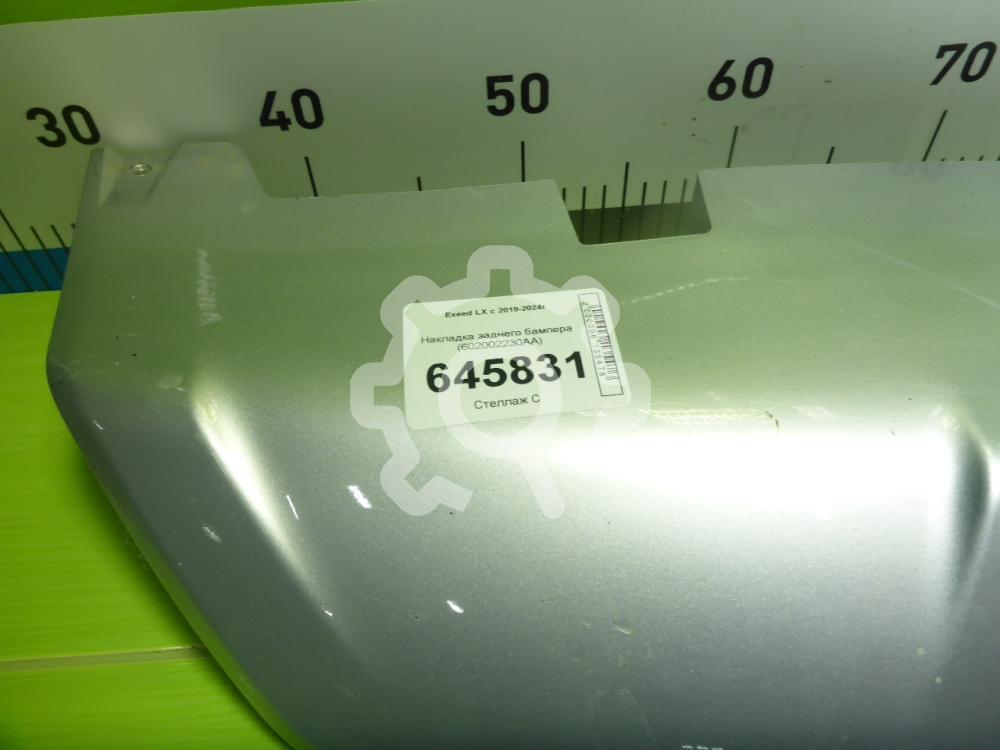 30 40 50 60 70
Exeed LX с 2019-2024г
Накладка заднего бампера
(602002230AA)
645831
Стеллаж С